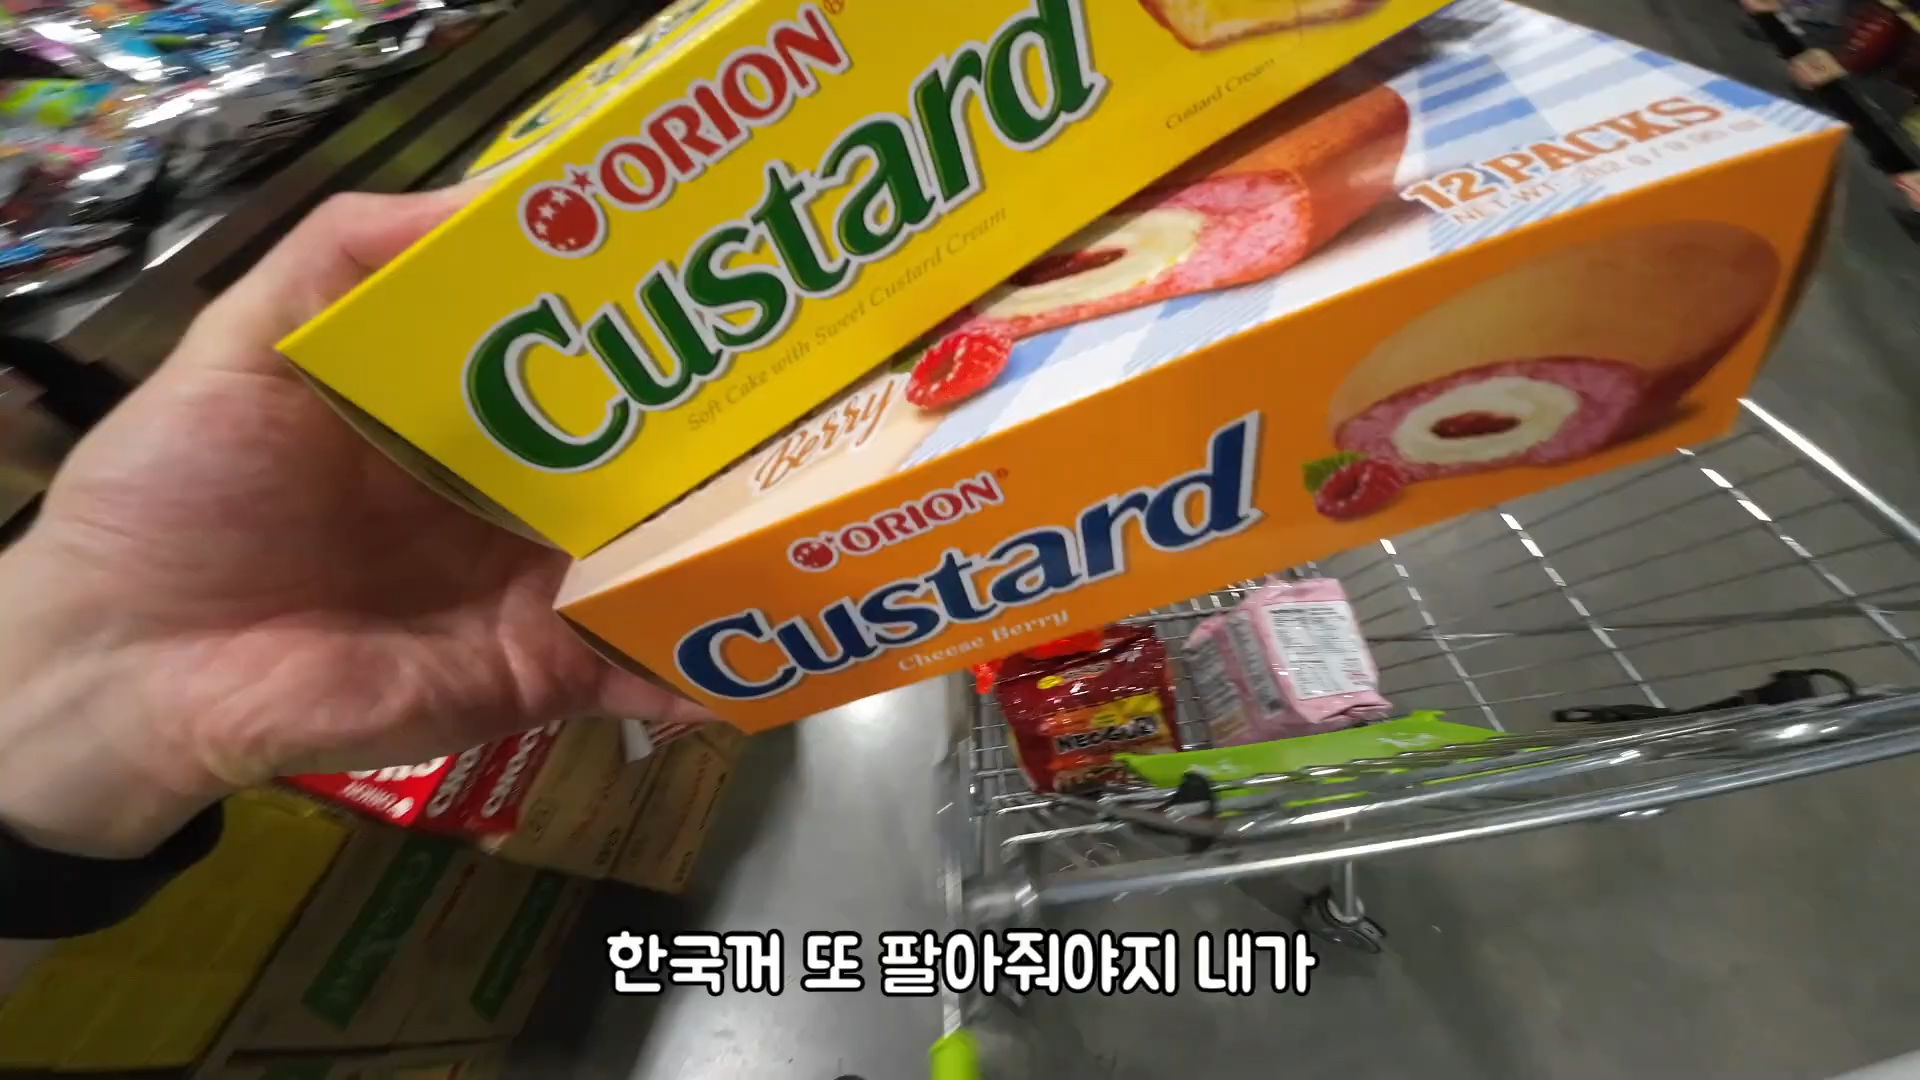 ORION
Custard
Soft Cake with Sweet Custard Cream
Custard Cream
12 PACKS
Berry
ORION
Custard
Cheese Berry
한국꺼 또 팔아줘야지 내가